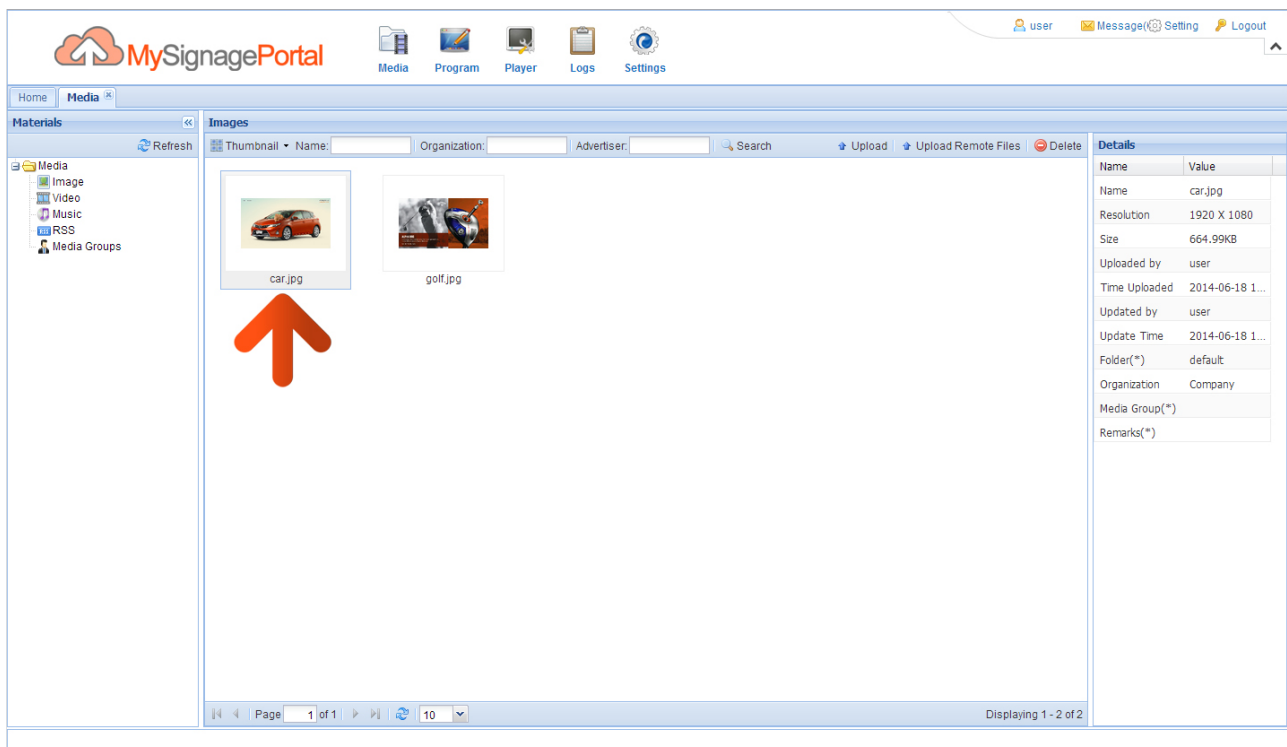 user Message( Setting Logout
MySignagePortal
Media Program Player Logs Settings
Home Media
Materials
Refresh
Media
Image
Video
Music
RSS
Media Groups
Images
Thumbnail Name: Organization: Advertiser: Search Upload Upload Remote Files Delete
car.jpg golf.jpg
Details
Name Value
Name car.jpg
Resolution 1920 X 1080
Size 664.99KB
Uploaded by user
Time Uploaded 2014-06-18 1...
Updated by user
Update Time 2014-06-18 1...
Folder(*) default
Organization Company
Media Group(*)
Remarks(*)
Page 1 of 1 10 Displaying 1 - 2 of 2